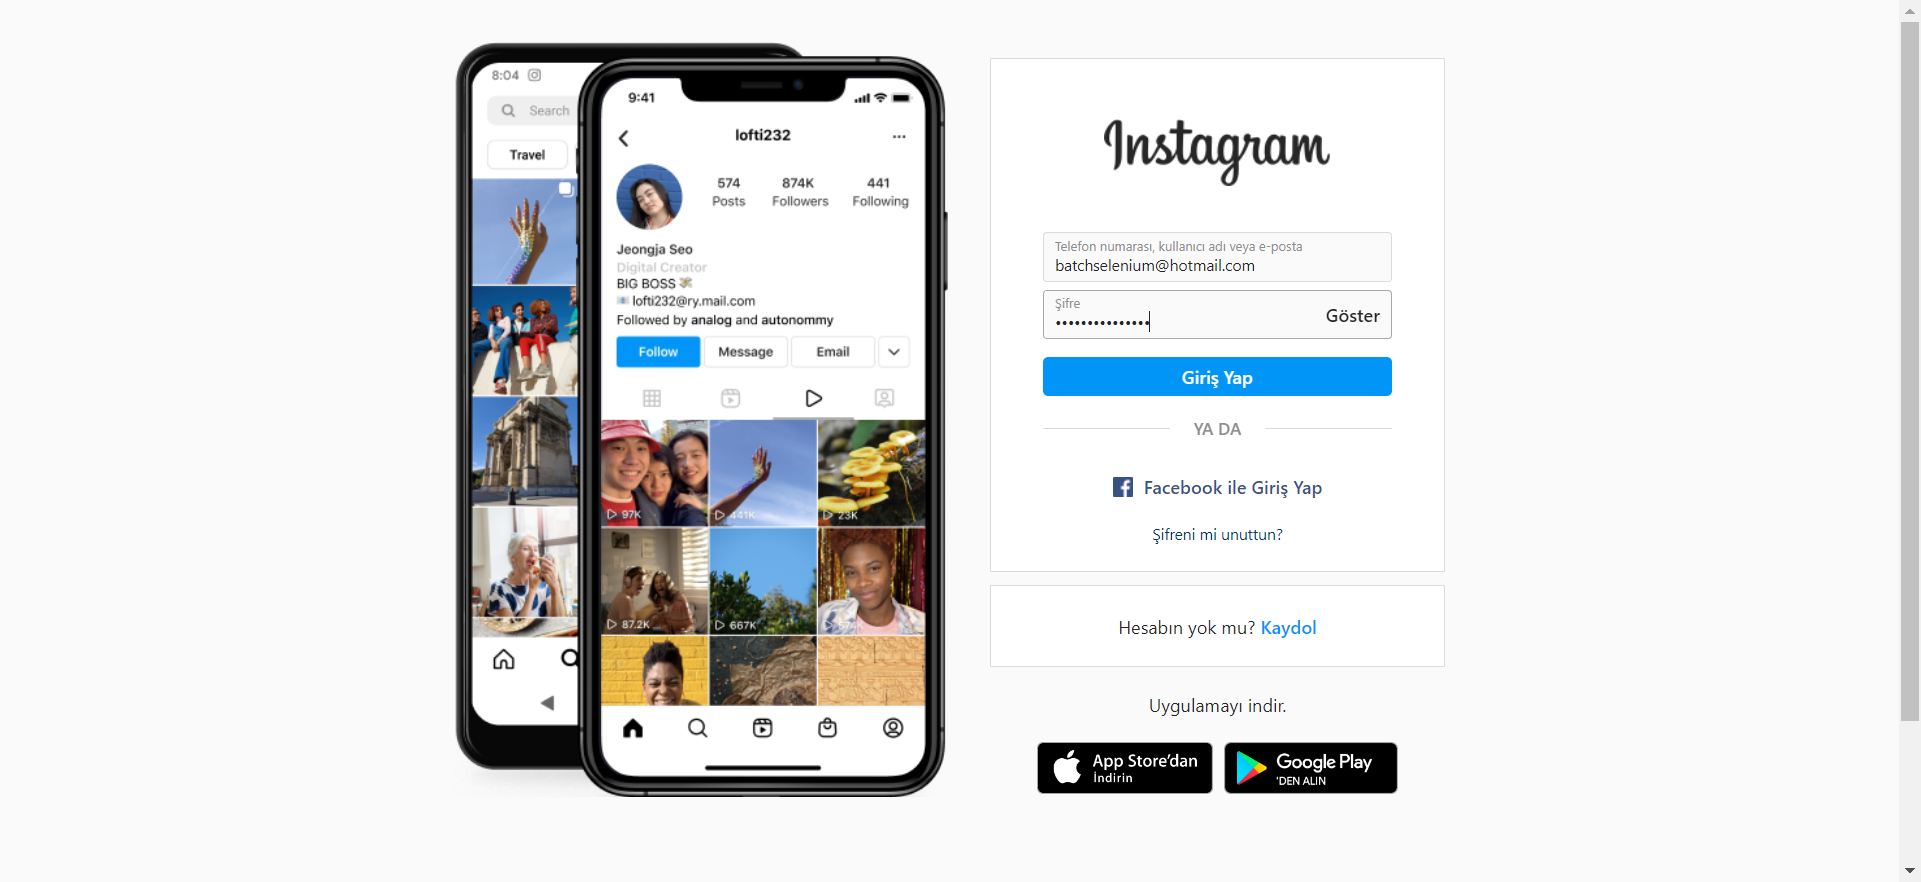 8:04
Search
Travel
9:41
lofti232
574
Posts
874K
Followers
441
Following
Jeongja Seo
Digital Creator
BIG BOSS
lofti232@ry.mail.com
Followed by analog and autonommy
Follow
Message
Email
97K
441K
23K
87.2K
667K
Instagram
Telefon numarası, kullanıcı adı veya e-posta
batchselenium@hotmail.com
Şifre
•••••••••••••••
Göster
Giriş Yap
YA DA
Facebook ile Giriş Yap
Şifreni mi unuttun?
Hesabın yok mu? Kaydol
Uygulamayı indir.
App Store'dan
İndirin
Google Play
'DEN ALIN